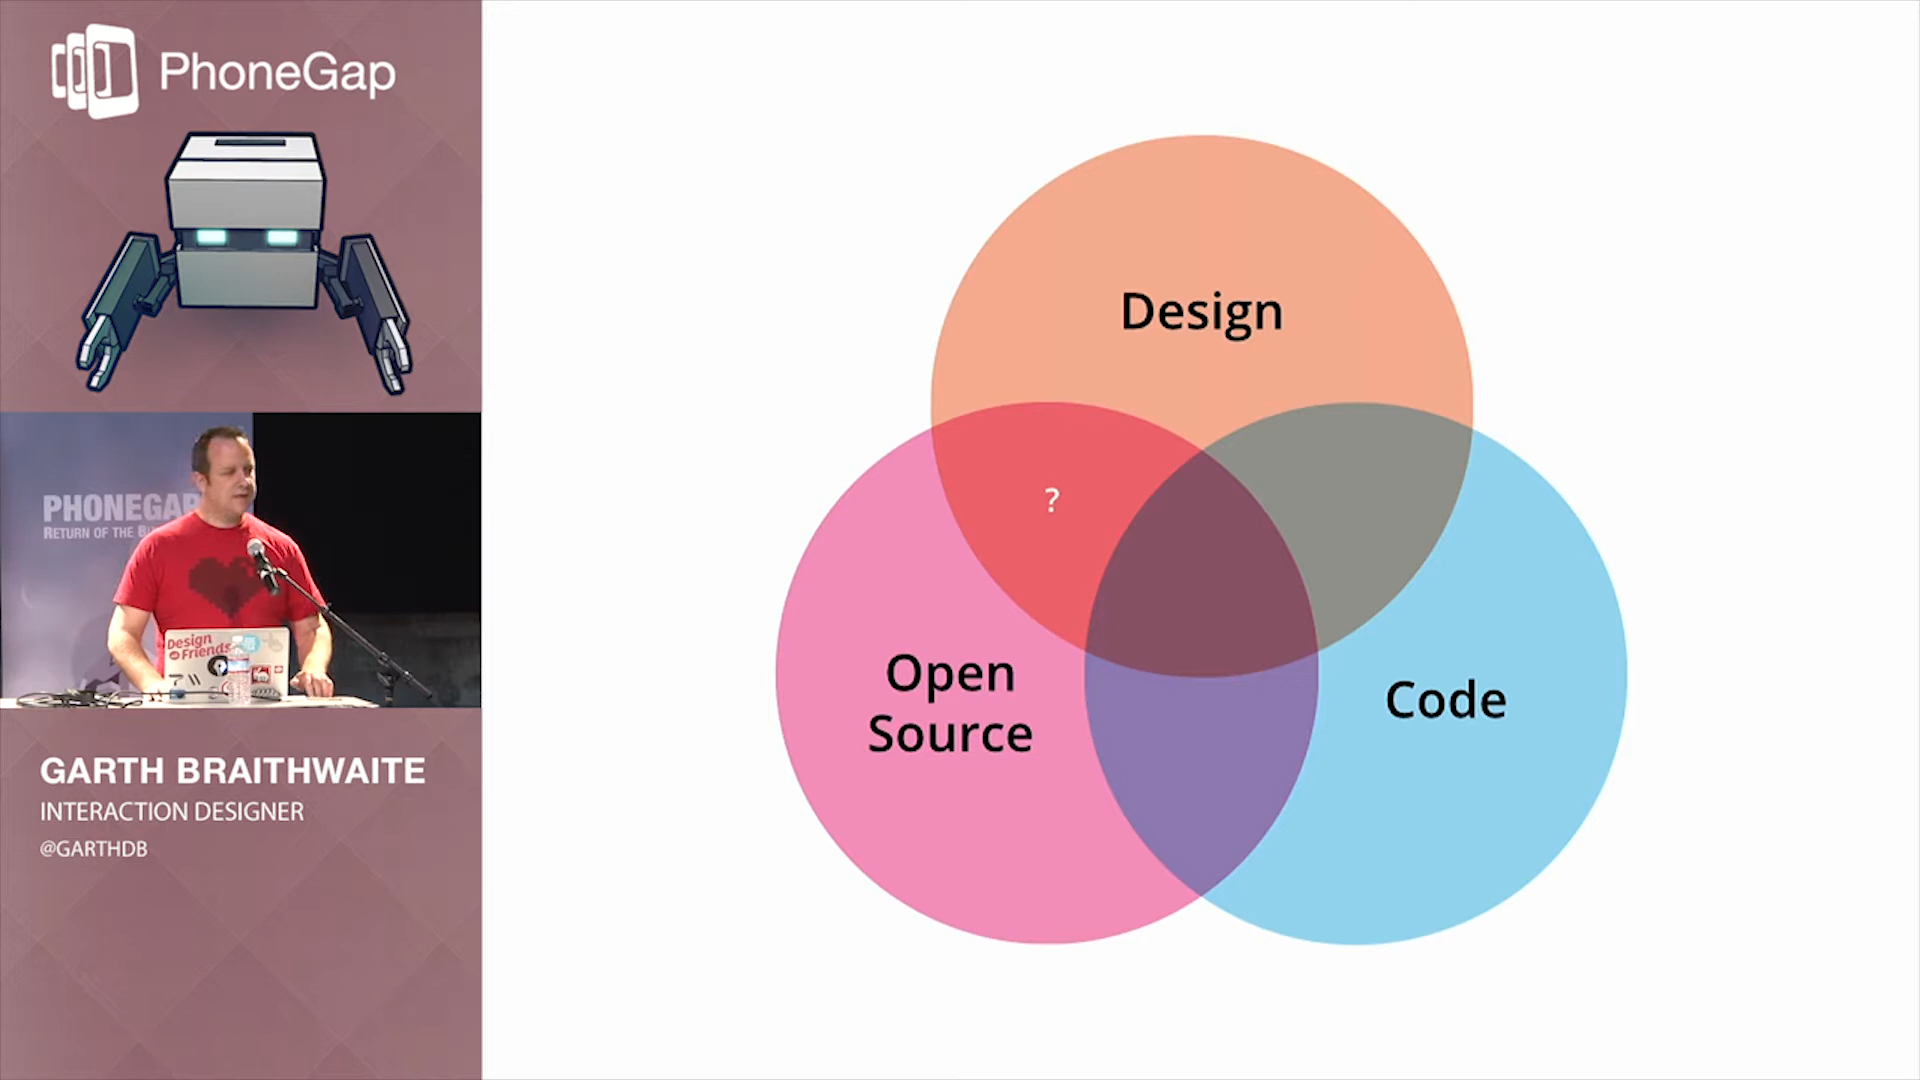 PhoneGap
PHONEGAP
RETURN OF THE
Design
Friends
GARTH BRAITHWAITE
INTERACTION DESIGNER
@GARTHDB
Design
?
Open
Source
Code